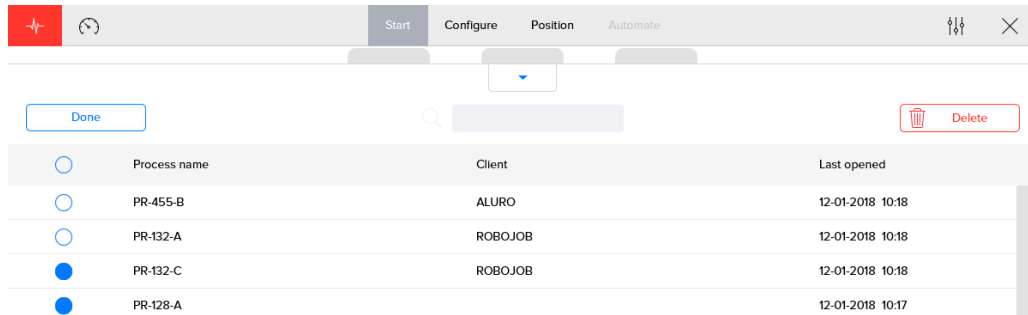 Start Configure Position Automate
Done Delete
Process name Client Last opened
PR-455-B ALURO 12-01-2018 10:18
PR-132-A ROBOJOB 12-01-2018 10:18
PR-132-C ROBOJOB 12-01-2018 10:18
PR-128-A 12-01-2018 10:17